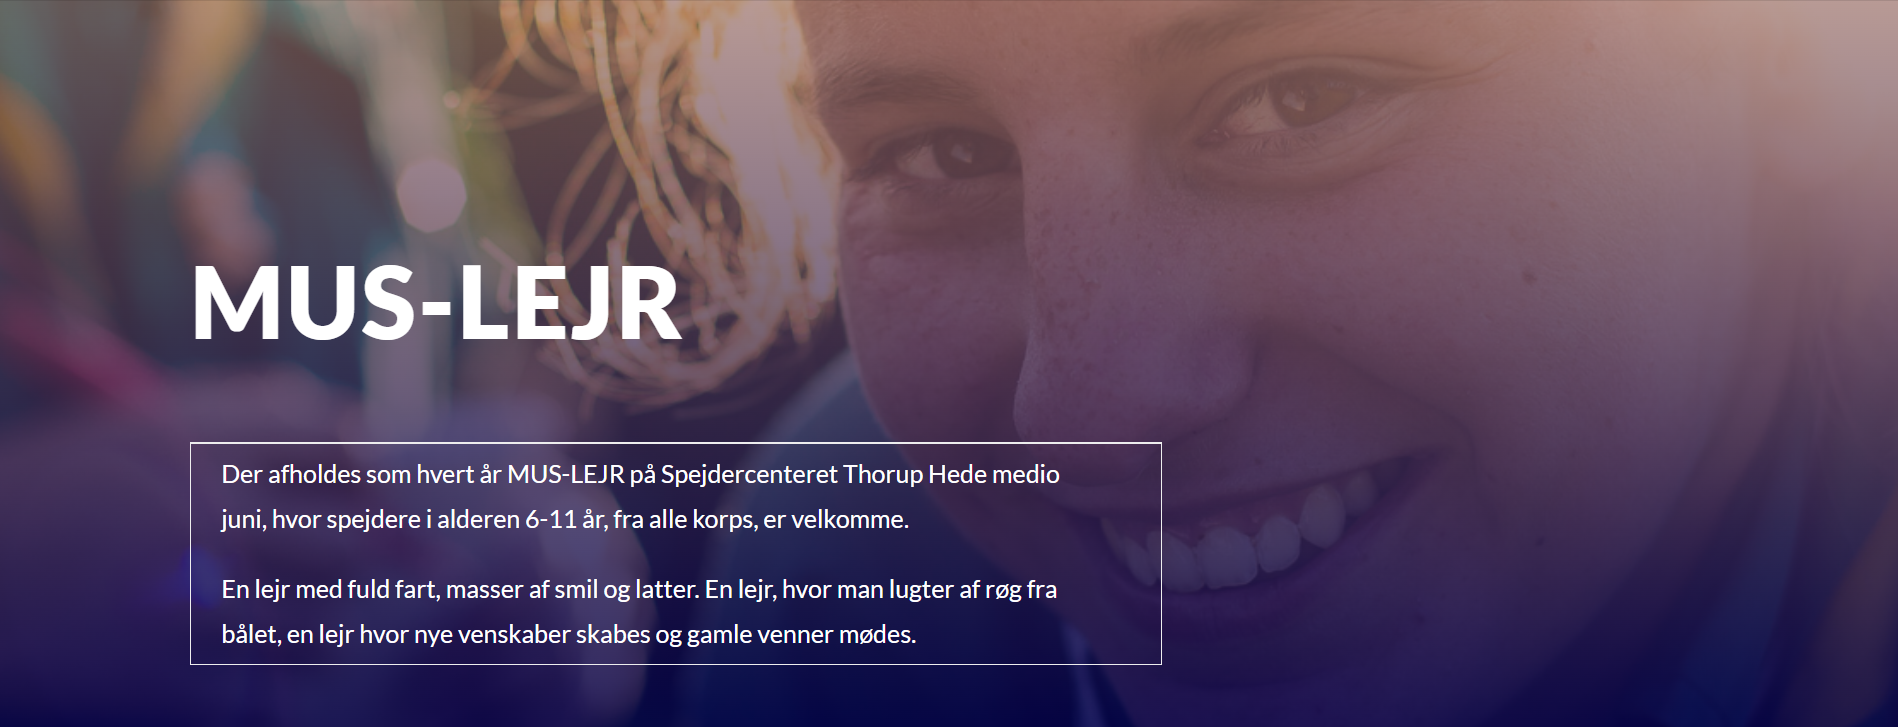 MUS-LEJR
Der afholdes som hvert år MUS-LEJR på Spejdercenteret Thorup Hede medio
juni, hvor spejdere i alderen 6-11 år, fra alle korps, er velkomme.
En lejr med fuld fart, masser af smil og latter. En lejr, hvor man lugter af røg fra
bålet, en lejr hvor nye venskaber skabes og gamle venner mødes.